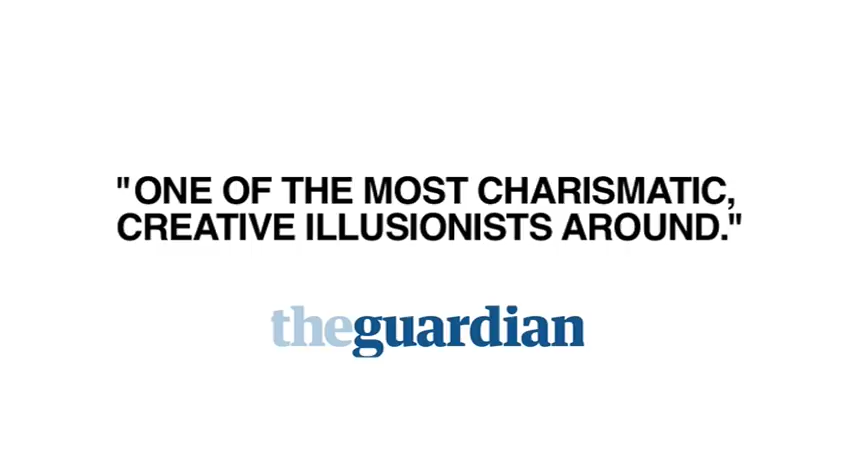 "ONE OF THE MOST CHARISMATIC,
CREATIVE ILLUSIONISTS AROUND."
theguardian